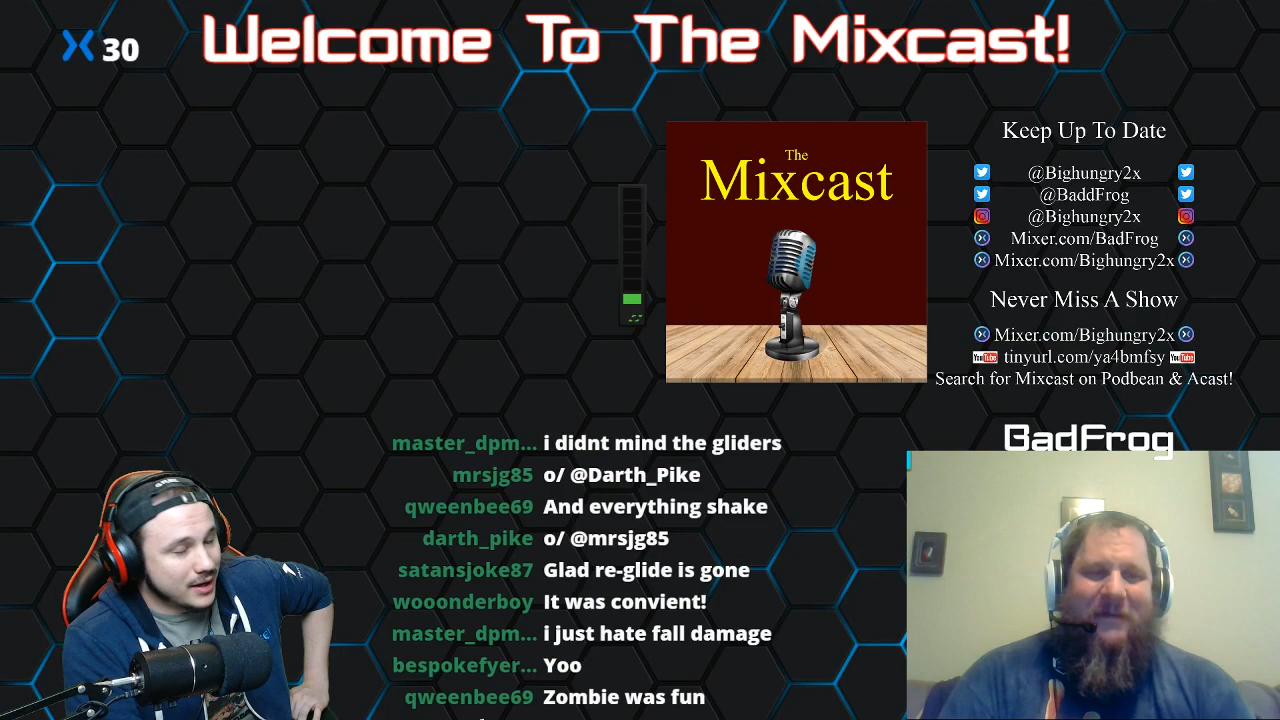 30
Welcome To The Mixcast!
The
Mixcast
Keep Up To Date
@Bighungry2x
@BaddFrog
@Bighungry2x
Mixer.com/BadFrog
Mixer.com/Bighungry2x
Never Miss A Show
Mixer.com/Bighungry2x
YouTube tinyurl.com/ya4bmfsy YouTube
Search for Mixcast on Podbean & Acast!
BadFrog
master_dpm... i didnt mind the gliders
mrsjg85 o/ @Darth_Pike
qweenbee69 And everything shake
darth_pike o/ @mrsjg85
satansjoke87 Glad re-glide is gone
wooonderboy It was convient!
master_dpm... i just hate fall damage
bespokefyer... Yoo
qweenbee69 Zombie was fun